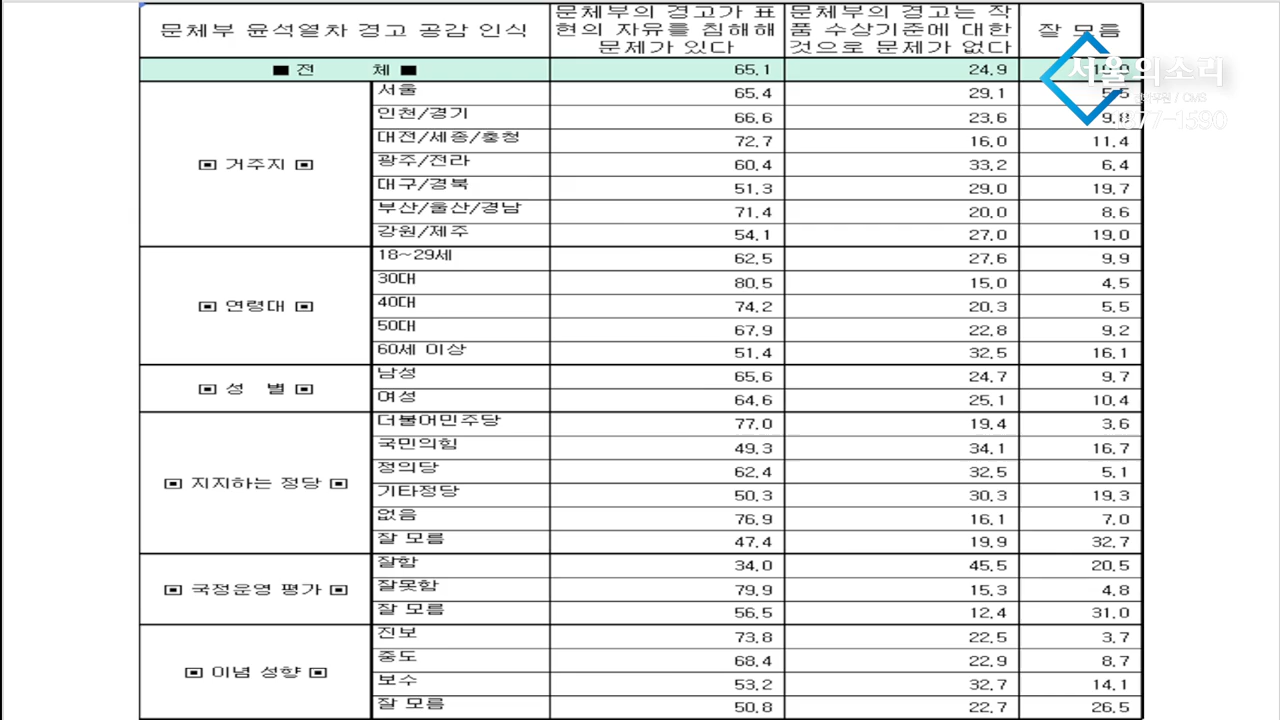 문체부 윤석열차 경고 공감 인식 문체부의 경고가 표현의 자유를 침해해 문제가 있다 문체부의 경고는 작품 수상기준에 대한 것으로 문제가 없다 잘 모름
■ 전 체 ■ 65.1 24.9 10.0
▣ 거주지 ▣
서울 65.4 29.1 5.5
인천/경기 66.6 23.6 9.8
대전/세종/충청 72.7 16.0 11.4
광주/전라 60.4 33.2 6.4
대구/경북 51.3 29.0 19.7
부산/울산/경남 71.4 20.0 8.6
강원/제주 54.1 27.0 19.0
▣ 연령대 ▣
18~29세 62.5 27.6 9.9
30대 80.5 15.0 4.5
40대 74.2 20.3 5.5
50대 67.9 22.8 9.2
60세 이상 51.4 32.5 16.1
▣ 성 별 ▣
남성 65.6 24.7 9.7
여성 64.6 25.1 10.4
▣ 지지하는 정당 ▣
더불어민주당 77.0 19.4 3.6
국민의힘 49.3 34.1 16.7
정의당 62.4 32.5 5.1
기타정당 50.3 30.3 19.3
없음 76.9 16.1 7.0
잘 모름 47.4 19.9 32.7
▣ 국정운영 평가 ▣
잘함 34.0 45.5 20.5
잘못함 79.9 15.3 4.8
잘 모름 56.5 12.4 31.0
▣ 이념 성향 ▣
진보 73.8 22.5 3.7
중도 68.4 22.9 8.7
보수 53.2 32.7 14.1
잘 모름 50.8 22.7 26.5
서울의소리
/ CMS
1877-1580